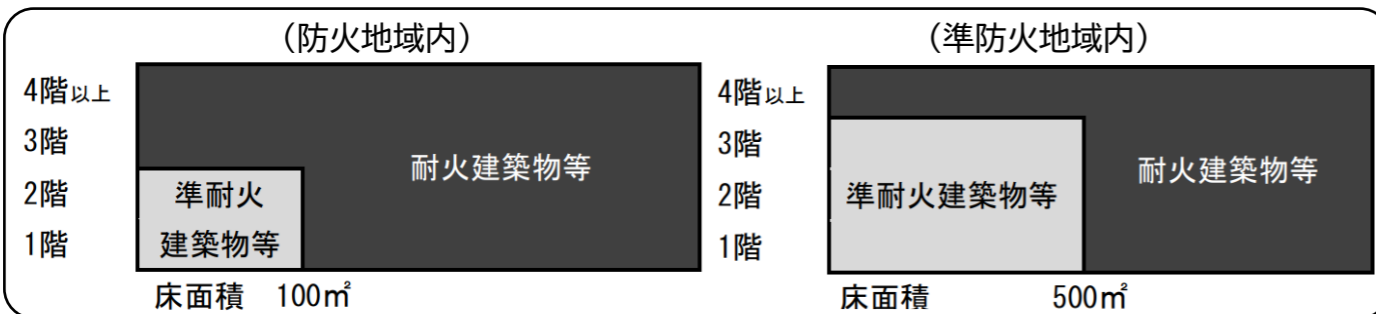 (防火地域内)
4階以上
3階
2階
1階
耐火建築物等
準耐火
建築物等
床面積 100㎡
(準防火地域内)
4階以上
3階
2階
1階
準耐火建築物等
耐火建築物等
床面積 500㎡